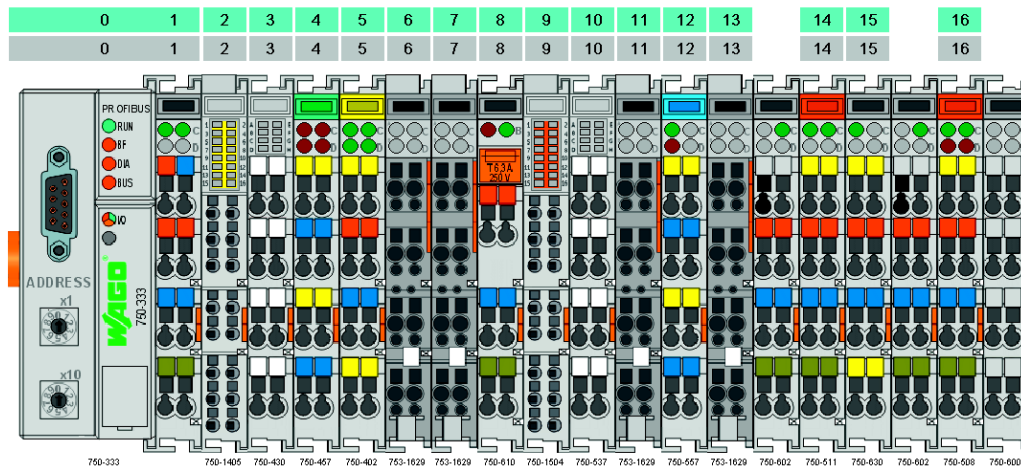 0 1 2 3 4 5 6 7 8 9 10 11 12 13 14 15 16
0 1 2 3 4 5 6 7 8 9 10 11 12 13 14 15 16
PROFIBUS
RUN
BF
DIA
BUS
I/O
T6,3A
250 V
ADDRESS
x1
x10
WAGO
750-333
750-333 750-1405 750-430 750-457 750-402 753-1629 753-1629 750-610 750-1504 750-537 753-1629 750-557 753-1629 750-602 750-511 750-630 750-602 750-508 750-600